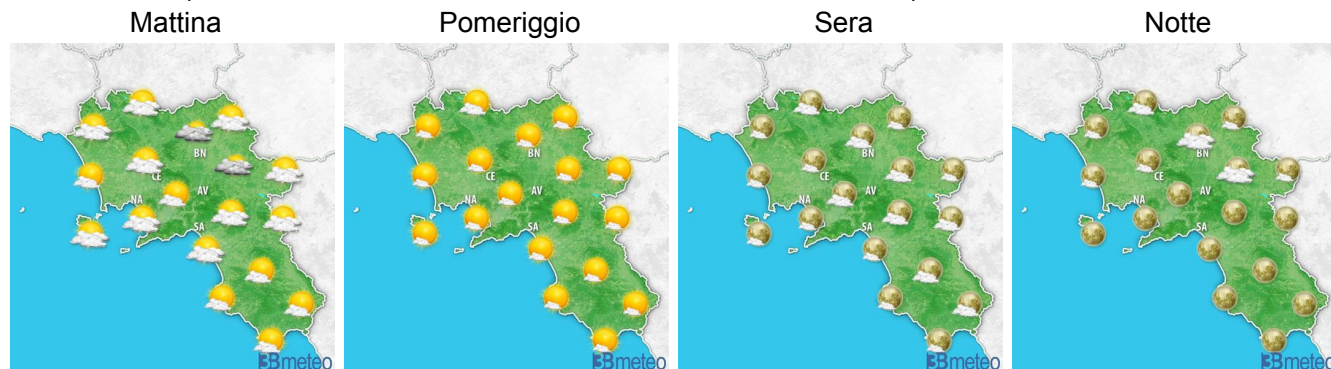 Mattina
Pomeriggio
Sera
Notte
BN
CE
AV
NA
SA
3Bmeteo
BN
CE
AV
NA
SA
3Bmeteo
BN
CE
AV
NA
SA
3Bmeteo
BN
CE
AV
NA
SA
3Bmeteo